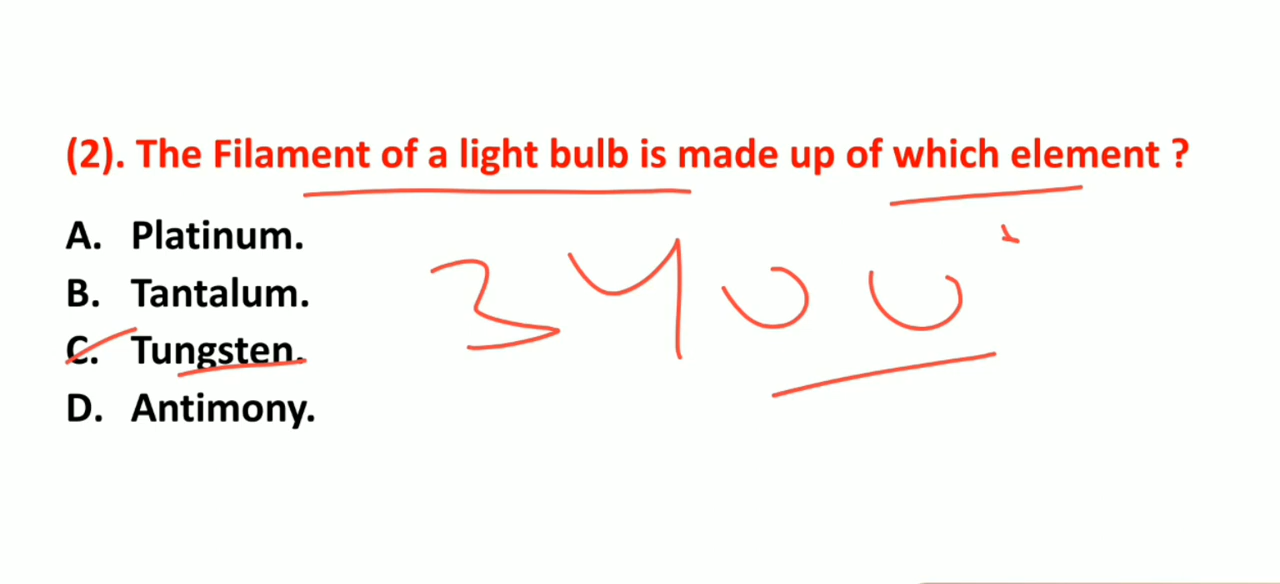 (2). The Filament of a light bulb is made up of which element ?
A. Platinum.
B. Tantalum.
3400°
C. Tungsten.
D. Antimony.